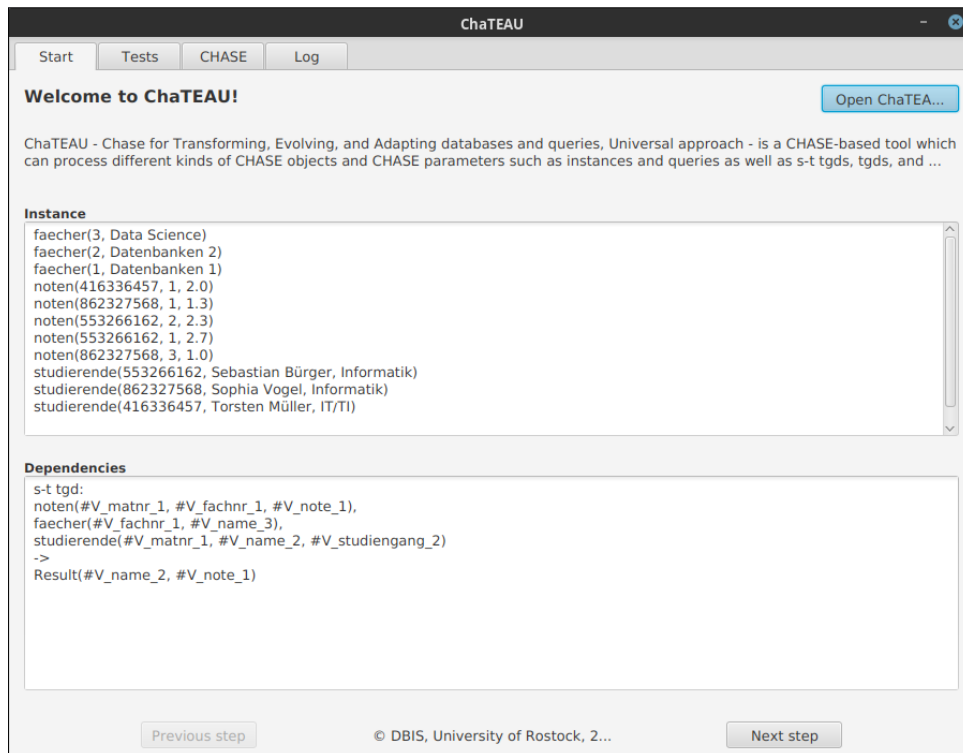 ChaTEAU
Start Tests CHASE Log
Welcome to ChaTEAU!
Open ChaTEA...
ChaTEAU - Chase for Transforming, Evolving, and Adapting databases and queries, Universal approach - is a CHASE-based tool which
can process different kinds of CHASE objects and CHASE parameters such as instances and queries as well as s-t tgds, tgds, and ...
Instance
faecher(3, Data Science)
faecher(2, Datenbanken 2)
faecher(1, Datenbanken 1)
noten(416336457, 1, 2.0)
noten(862327568, 1, 1.3)
noten(553266162, 2, 2.3)
noten(553266162, 1, 2.7)
noten(862327568, 3, 1.0)
studierende(553266162, Sebastian Bürger, Informatik)
studierende(862327568, Sophia Vogel, Informatik)
studierende(416336457, Torsten Müller, IT/TI)
Dependencies
s-t tgd:
noten(#V_matnr_1, #V_fachnr_1, #V_note_1),
faecher(#V_fachnr_1, #V_name_3),
studierende(#V_matnr_1, #V_name_2, #V_studiengang_2)
->
Result(#V_name_2, #V_note_1)
Previous step © DBIS, University of Rostock, 2... Next step